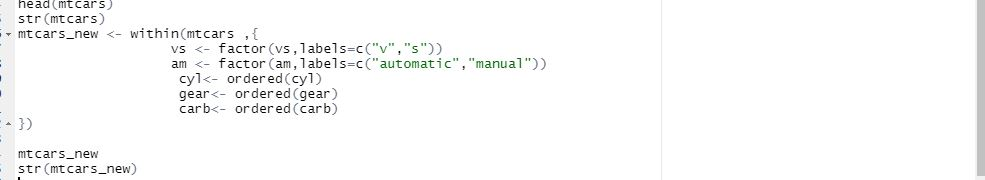 head(mtcars)
str(mtcars)
mtcars_new <- within(mtcars ,{
vs <- factor(vs,labels=c("v","s"))
am <- factor(am,labels=c("automatic","manual"))
cyl<- ordered(cyl)
gear<- ordered(gear)
carb<- ordered(carb)
})
mtcars_new
str(mtcars_new)